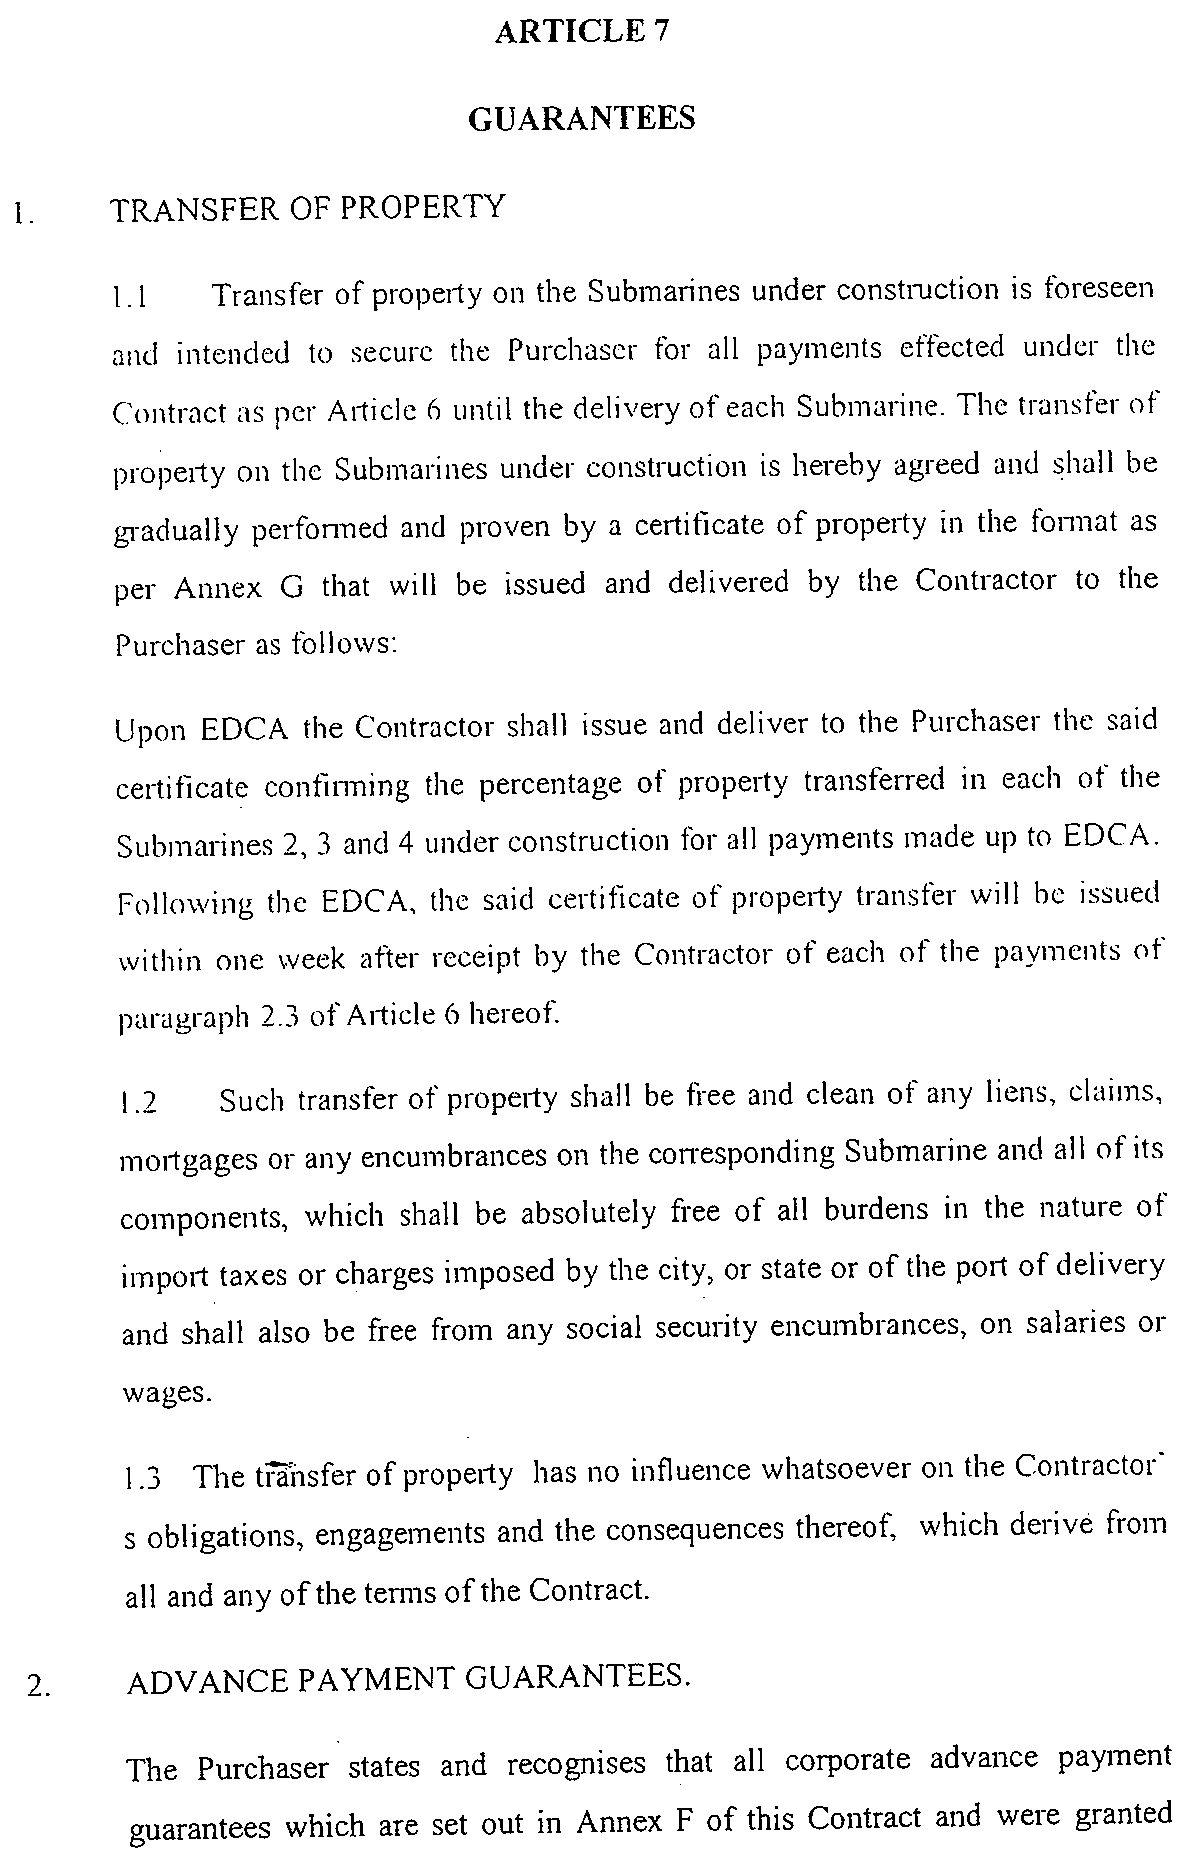 ARTICLE 7
GUARANTEES
1. TRANSFER OF PROPERTY
1.1 Transfer of property on the Submarines under construction is foreseen
and intended to secure the Purchaser for all payments effected under the
Contract as per Article 6 until the delivery of each Submarine. The transfer of
property on the Submarines under construction is hereby agreed and shall be
gradually performed and proven by a certificate of property in the format as
per Annex G that will be issued and delivered by the Contractor to the
Purchaser as follows:
Upon EDCA the Contractor shall issue and deliver to the Purchaser the said
certificate confirming the percentage of property transferred in each of the
Submarines 2, 3 and 4 under construction for all payments made up to EDCA.
Following the EDCA, the said certificate of property transfer will be issued
within one week after receipt by the Contractor of each of the payments of
paragraph 2.3 of Article 6 hereof.
1.2 Such transfer of property shall be free and clean of any liens, claims,
mortgages or any encumbrances on the corresponding Submarine and all of its
components, which shall be absolutely free of all burdens in the nature of
import taxes or charges imposed by the city, or state or of the port of delivery
and shall also be free from any social security encumbrances, on salaries or
wages.
1.3 The transfer of property has no influence whatsoever on the Contractor'
s obligations, engagements and the consequences thereof, which derive from
all and any of the terms of the Contract.
2. ADVANCE PAYMENT GUARANTEES.
The Purchaser states and recognises that all corporate advance payment
guarantees which are set out in Annex F of this Contract and were granted